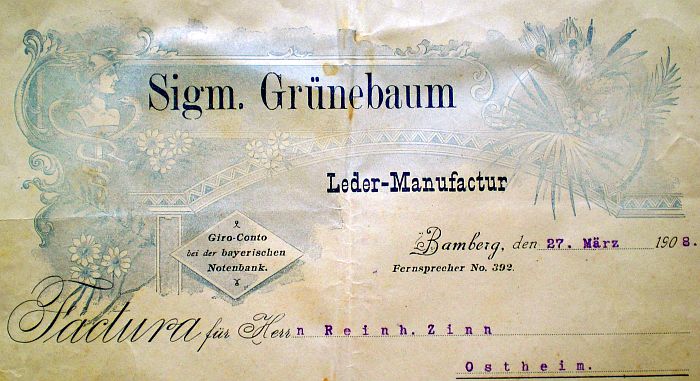 Sigm. Grünebaum
Leder-Manufactur
Giro-Conto
bei der bayerischen
Notenbank.
Bamberg, den 27. März 1908.
Fernsprecher No. 392.
Factura für Herrn Reinh. Zinn
Ostheim.